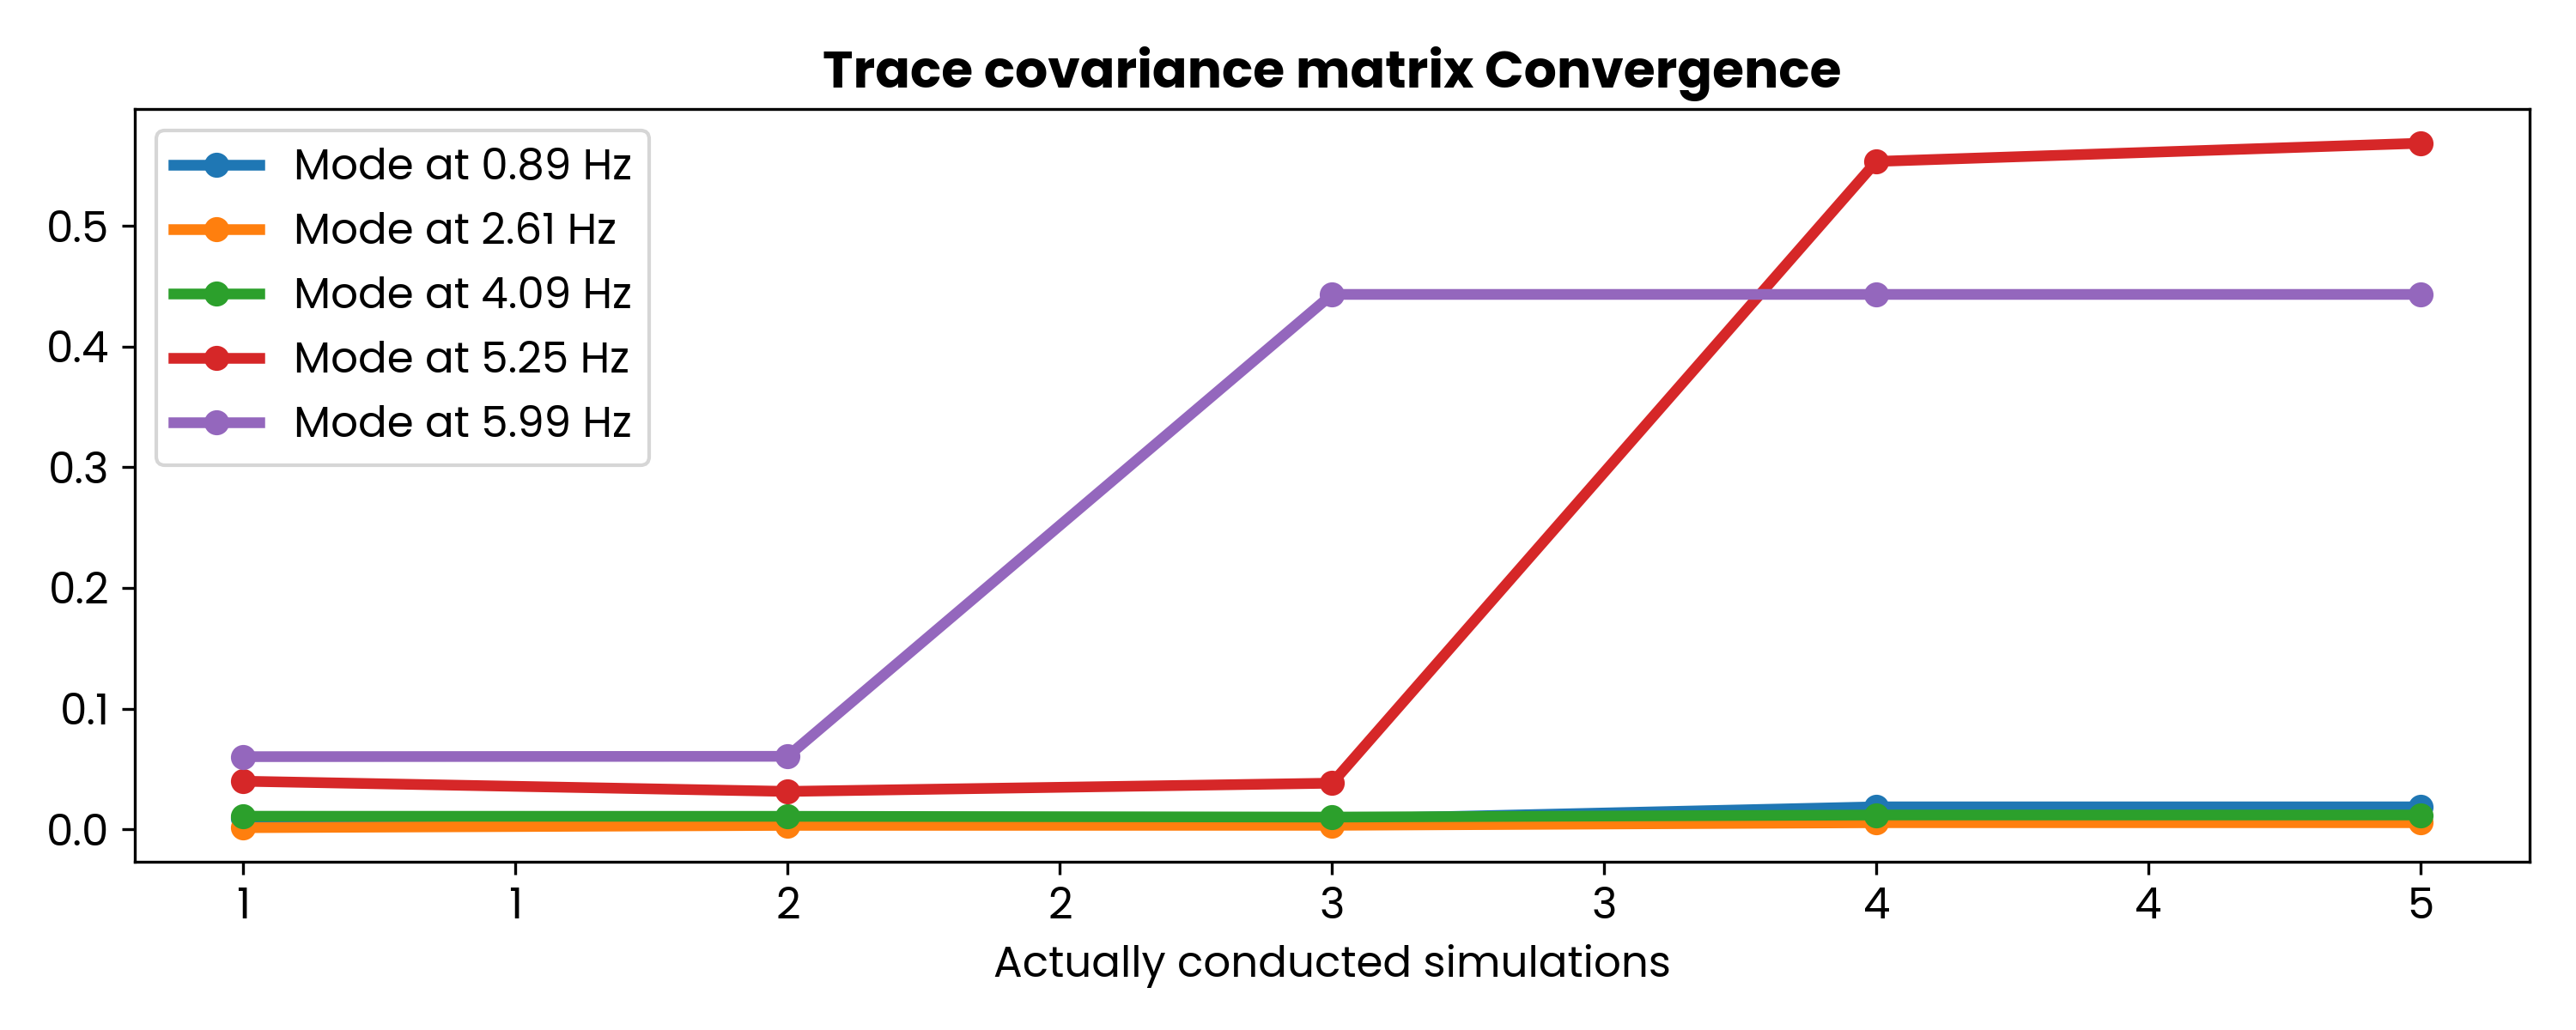 Trace covariance matrix Convergence
Mode at 0.89 Hz
Mode at 2.61 Hz
Mode at 4.09 Hz
Mode at 5.25 Hz
Mode at 5.99 Hz
0.5
0.4
0.3
0.2
0.1
0.0
1 1 2 2 3 3 4 4 5
Actually conducted simulations